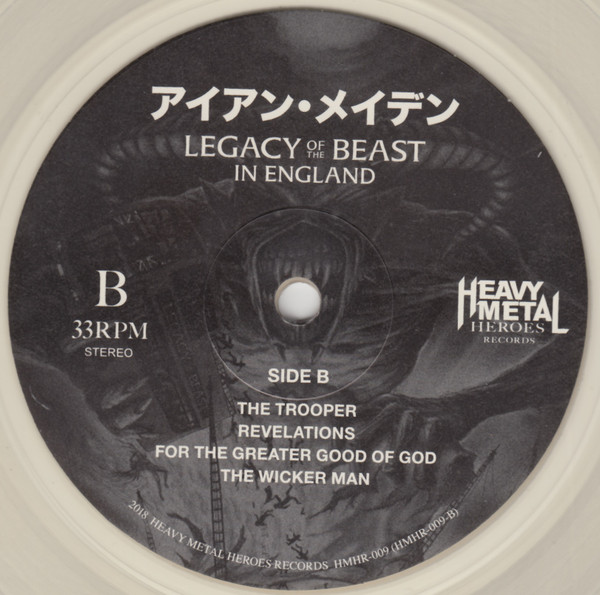 アイアン・メイデン
LEGACY OF THE BEAST
IN ENGLAND
B
33RPM
STEREO
HEAVY
METAL
HEROES
RECORDS
SIDE B
THE TROOPER
REVELATIONS
FOR THE GREATER GOOD OF GOD
THE WICKER MAN
2018 HEAVY METAL HEROES RECORDS HMHR-009 (HMHR-009-B)